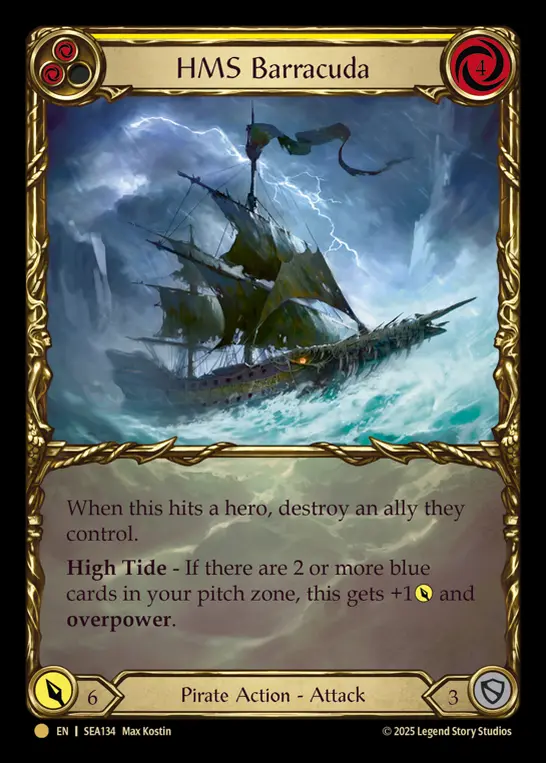 HMS Barracuda
4
When this hits a hero, destroy an ally they
control.
High Tide - If there are 2 or more blue
cards in your pitch zone, this gets +1 and
overpower.
6
Pirate Action - Attack
3
EN | SEA134 Max Kostin
© 2025 Legend Story Studios